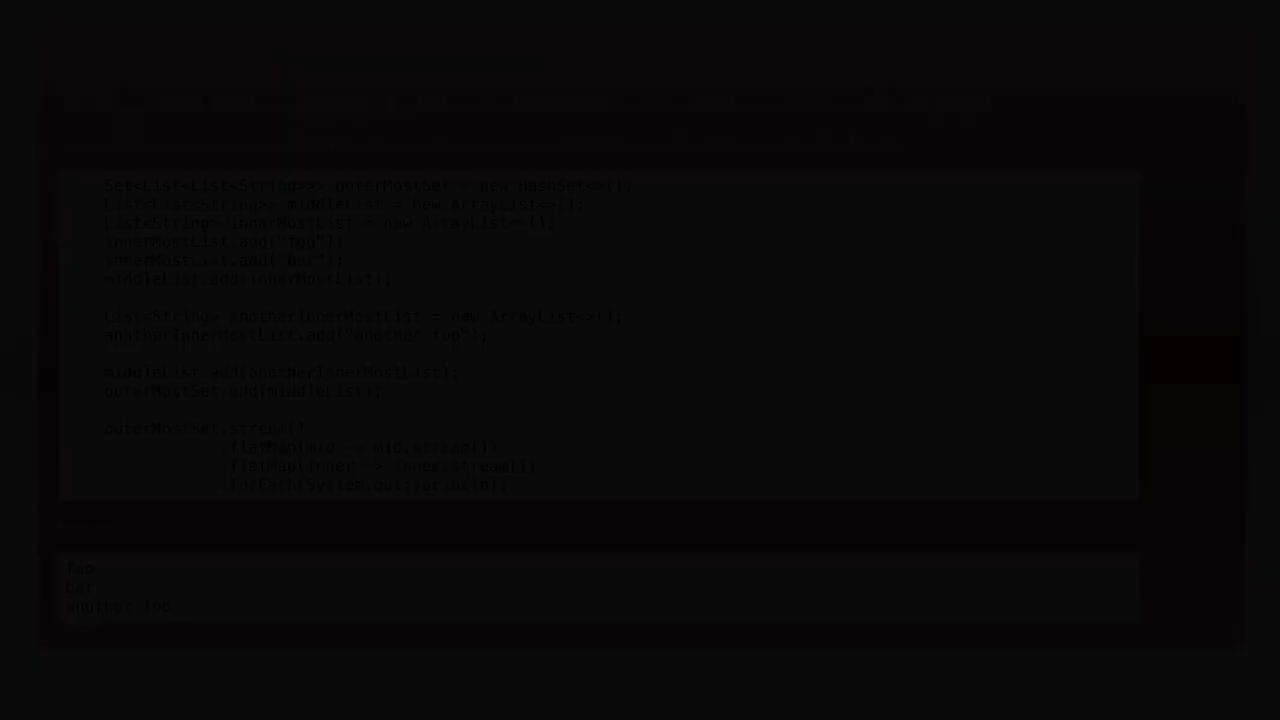 Set<List<List<String>>> outerMostSet = new HashSet<>();
List<List<String>> middleList = new ArrayList<>();
List<String> innerMostList = new ArrayList<>();
innerMostList.add("foo");
innerMostList.add("bar");
middleList.add(innerMostList);
List<String> anotherInnerMostList = new ArrayList<>();
anotherInnerMostList.add("another foo");
middleList.add(anotherInnerMostList);
outerMostSet.add(middleList);
outerMostSet.stream()
.flatMap(mid -> mid.stream())
.flatMap(inner -> inner.stream())
.forEach(System.out::println);
foo
bar
another foo